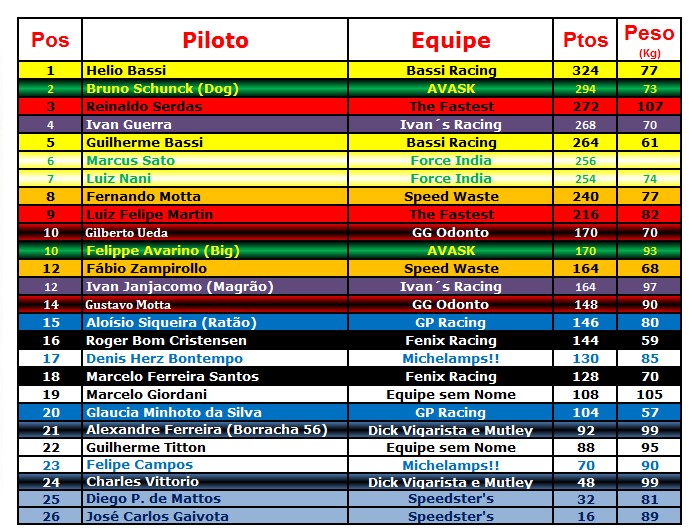 Pos Piloto Equipe Ptos Peso (Kg)
1 Helio Bassi Bassi Racing 324 77
2 Bruno Schunck (Dog) AVASK 294 73
3 Reinaldo Serdas The Fastest 272 107
4 Ivan Guerra Ivan´s Racing 268 70
5 Guilherme Bassi Bassi Racing 264 61
6 Marcus Sato Force India 256
7 Luiz Nani Force India 254 74
8 Fernando Motta Speed Waste 240 77
9 Luiz Felipe Martin The Fastest 216 82
10 Gilberto Ueda GG Odonto 170 70
10 Felippe Avarino (Big) AVASK 170 93
12 Fábio Zampirollo Speed Waste 164 68
12 Ivan Janjacomo (Magrão) Ivan´s Racing 164 97
14 Gustavo Motta GG Odonto 148 90
15 Aloísio Siqueira (Ratão) GP Racing 146 80
16 Roger Bom Cristensen Fenix Racing 144 59
17 Denis Herz Bontempo Michelamps!! 130 85
18 Marcelo Ferreira Santos Fenix Racing 128 70
19 Marcelo Giordani Equipe sem Nome 108 105
20 Glaucia Minhoto da Silva GP Racing 104 57
21 Alexandre Ferreira (Borracha 56) Dick Vigarista e Mutley 92 99
22 Guilherme Titton Equipe sem Nome 88 95
23 Felipe Campos Michelamps!! 70 90
24 Charles Vittorio Dick Vigarista e Mutley 48 99
25 Diego P. de Mattos Speedster's 32 81
26 José Carlos Gaivota Speedster's 16 89